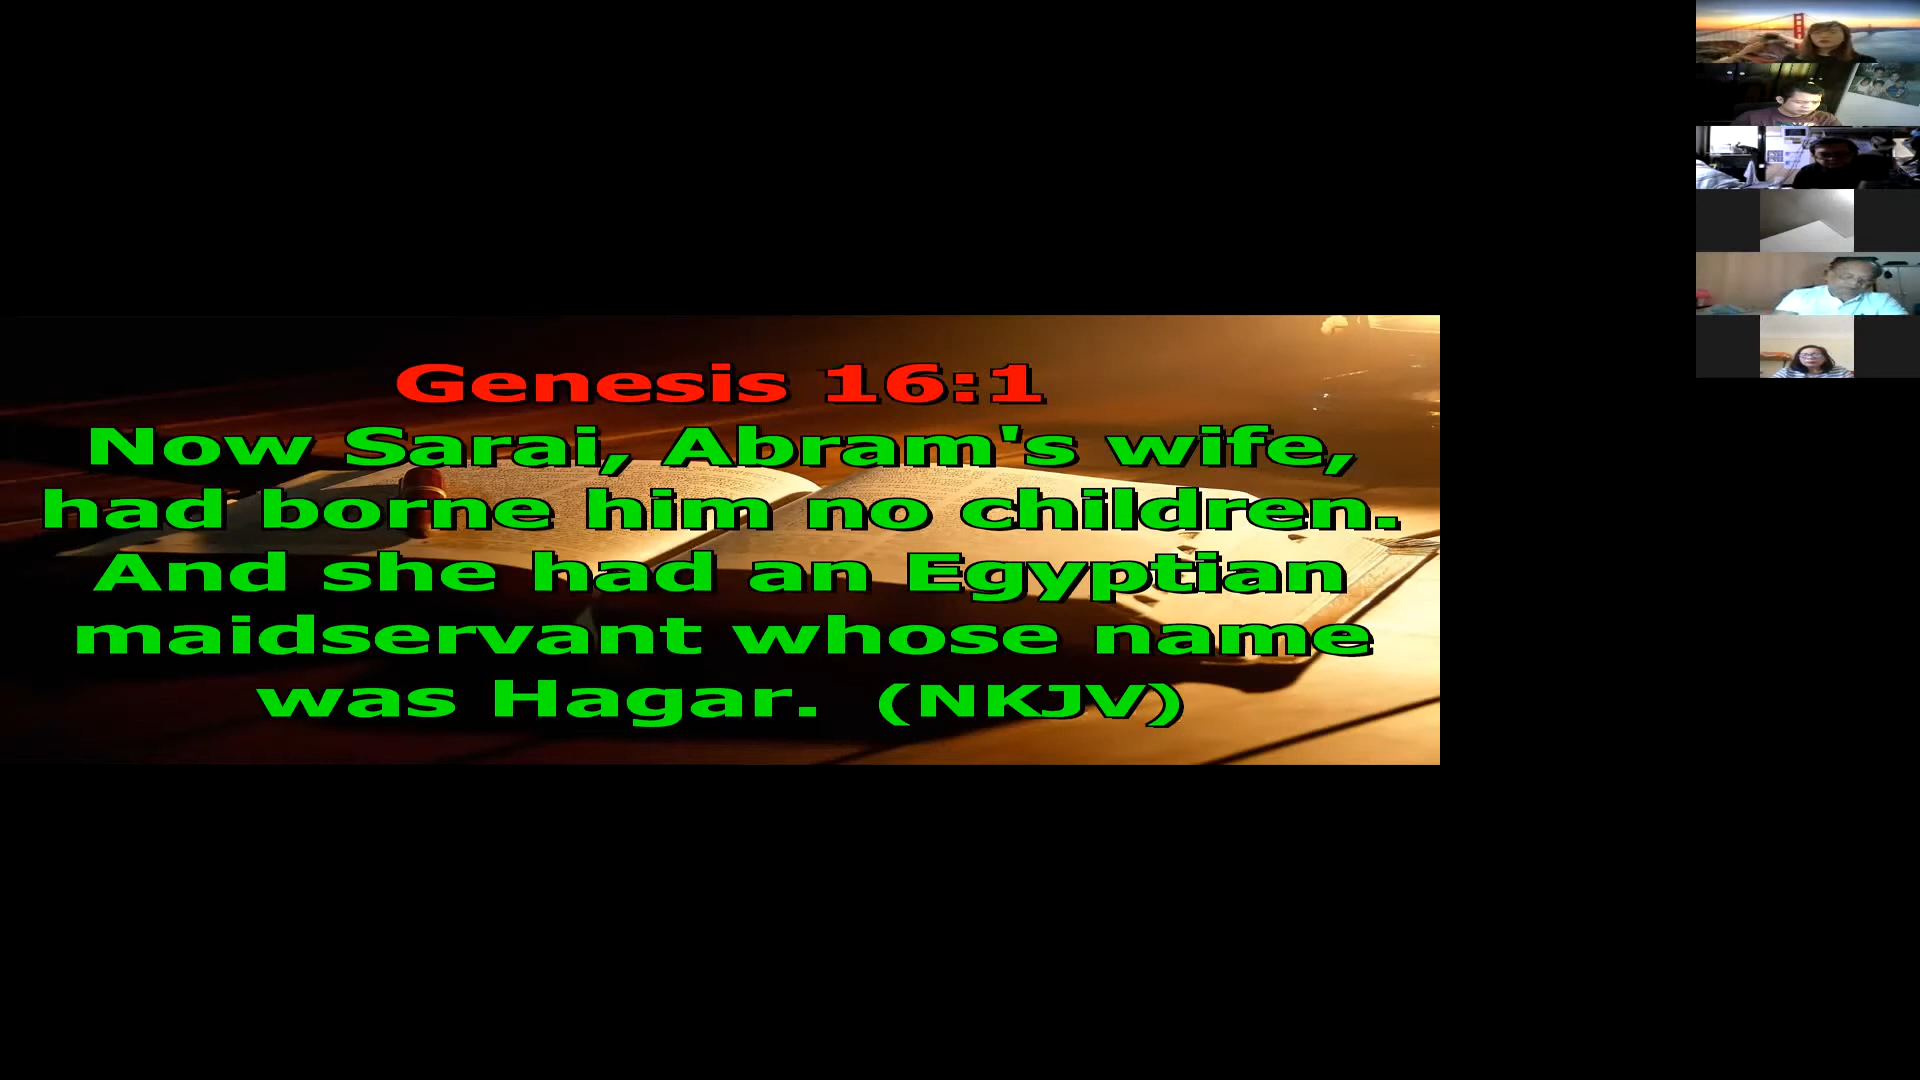 Genesis 16:1
Now Sarai, Abram's wife,
had borne him no children.
And she had an Egyptian
maidservant whose name
was Hagar. (NKJV)